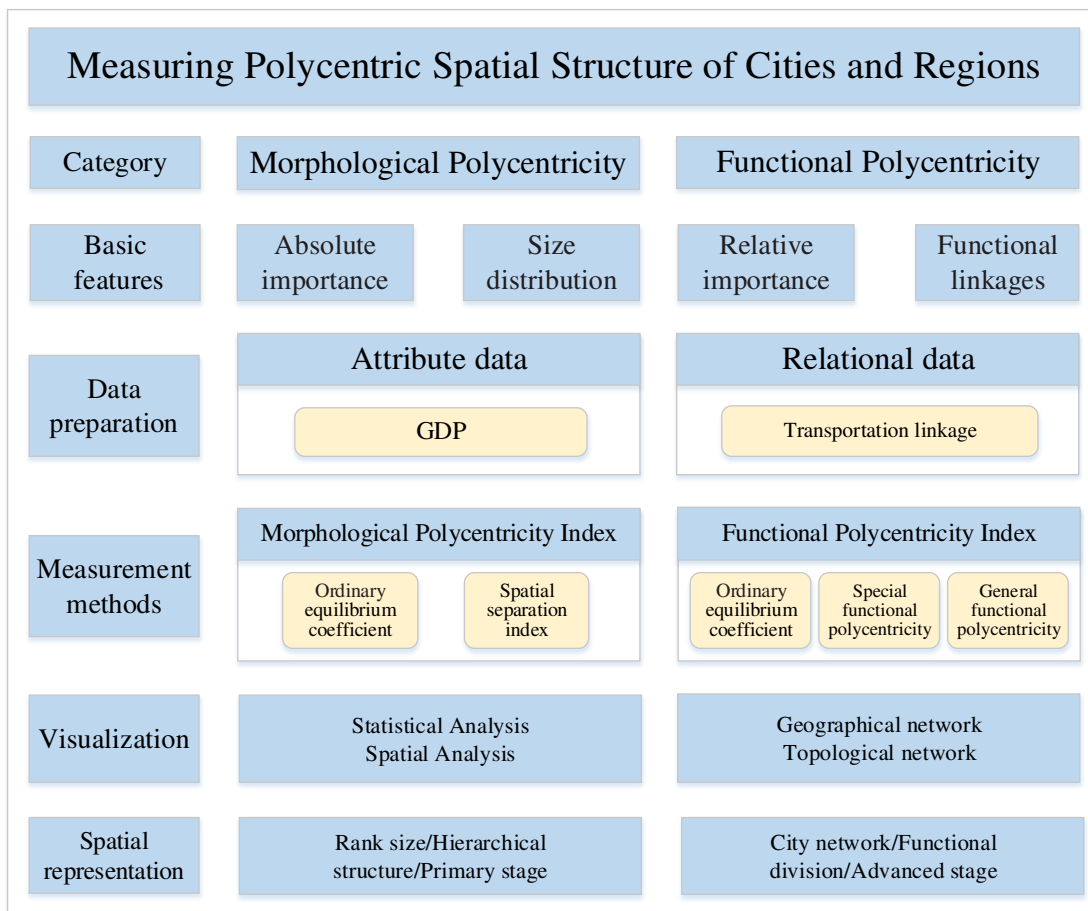 Measuring Polycentric Spatial Structure of Cities and Regions
Category
Morphological Polycentricity
Functional Polycentricity
Basic
features
Absolute
importance
Size
distribution
Relative
importance
Functional
linkages
Data
preparation
Attribute data
GDP
Relational data
Transportation linkage
Measurement
methods
Morphological Polycentricity Index
Ordinary
equilibrium
coefficient
Spatial
separation
index
Functional Polycentricity Index
Ordinary
equilibrium
coefficient
Special
functional
polycentricity
General
functional
polycentricity
Visualization
Statistical Analysis
Spatial Analysis
Geographical network
Topological network
Spatial
representation
Rank size/Hierarchical
structure/Primary stage
City network/Functional
division/Advanced stage